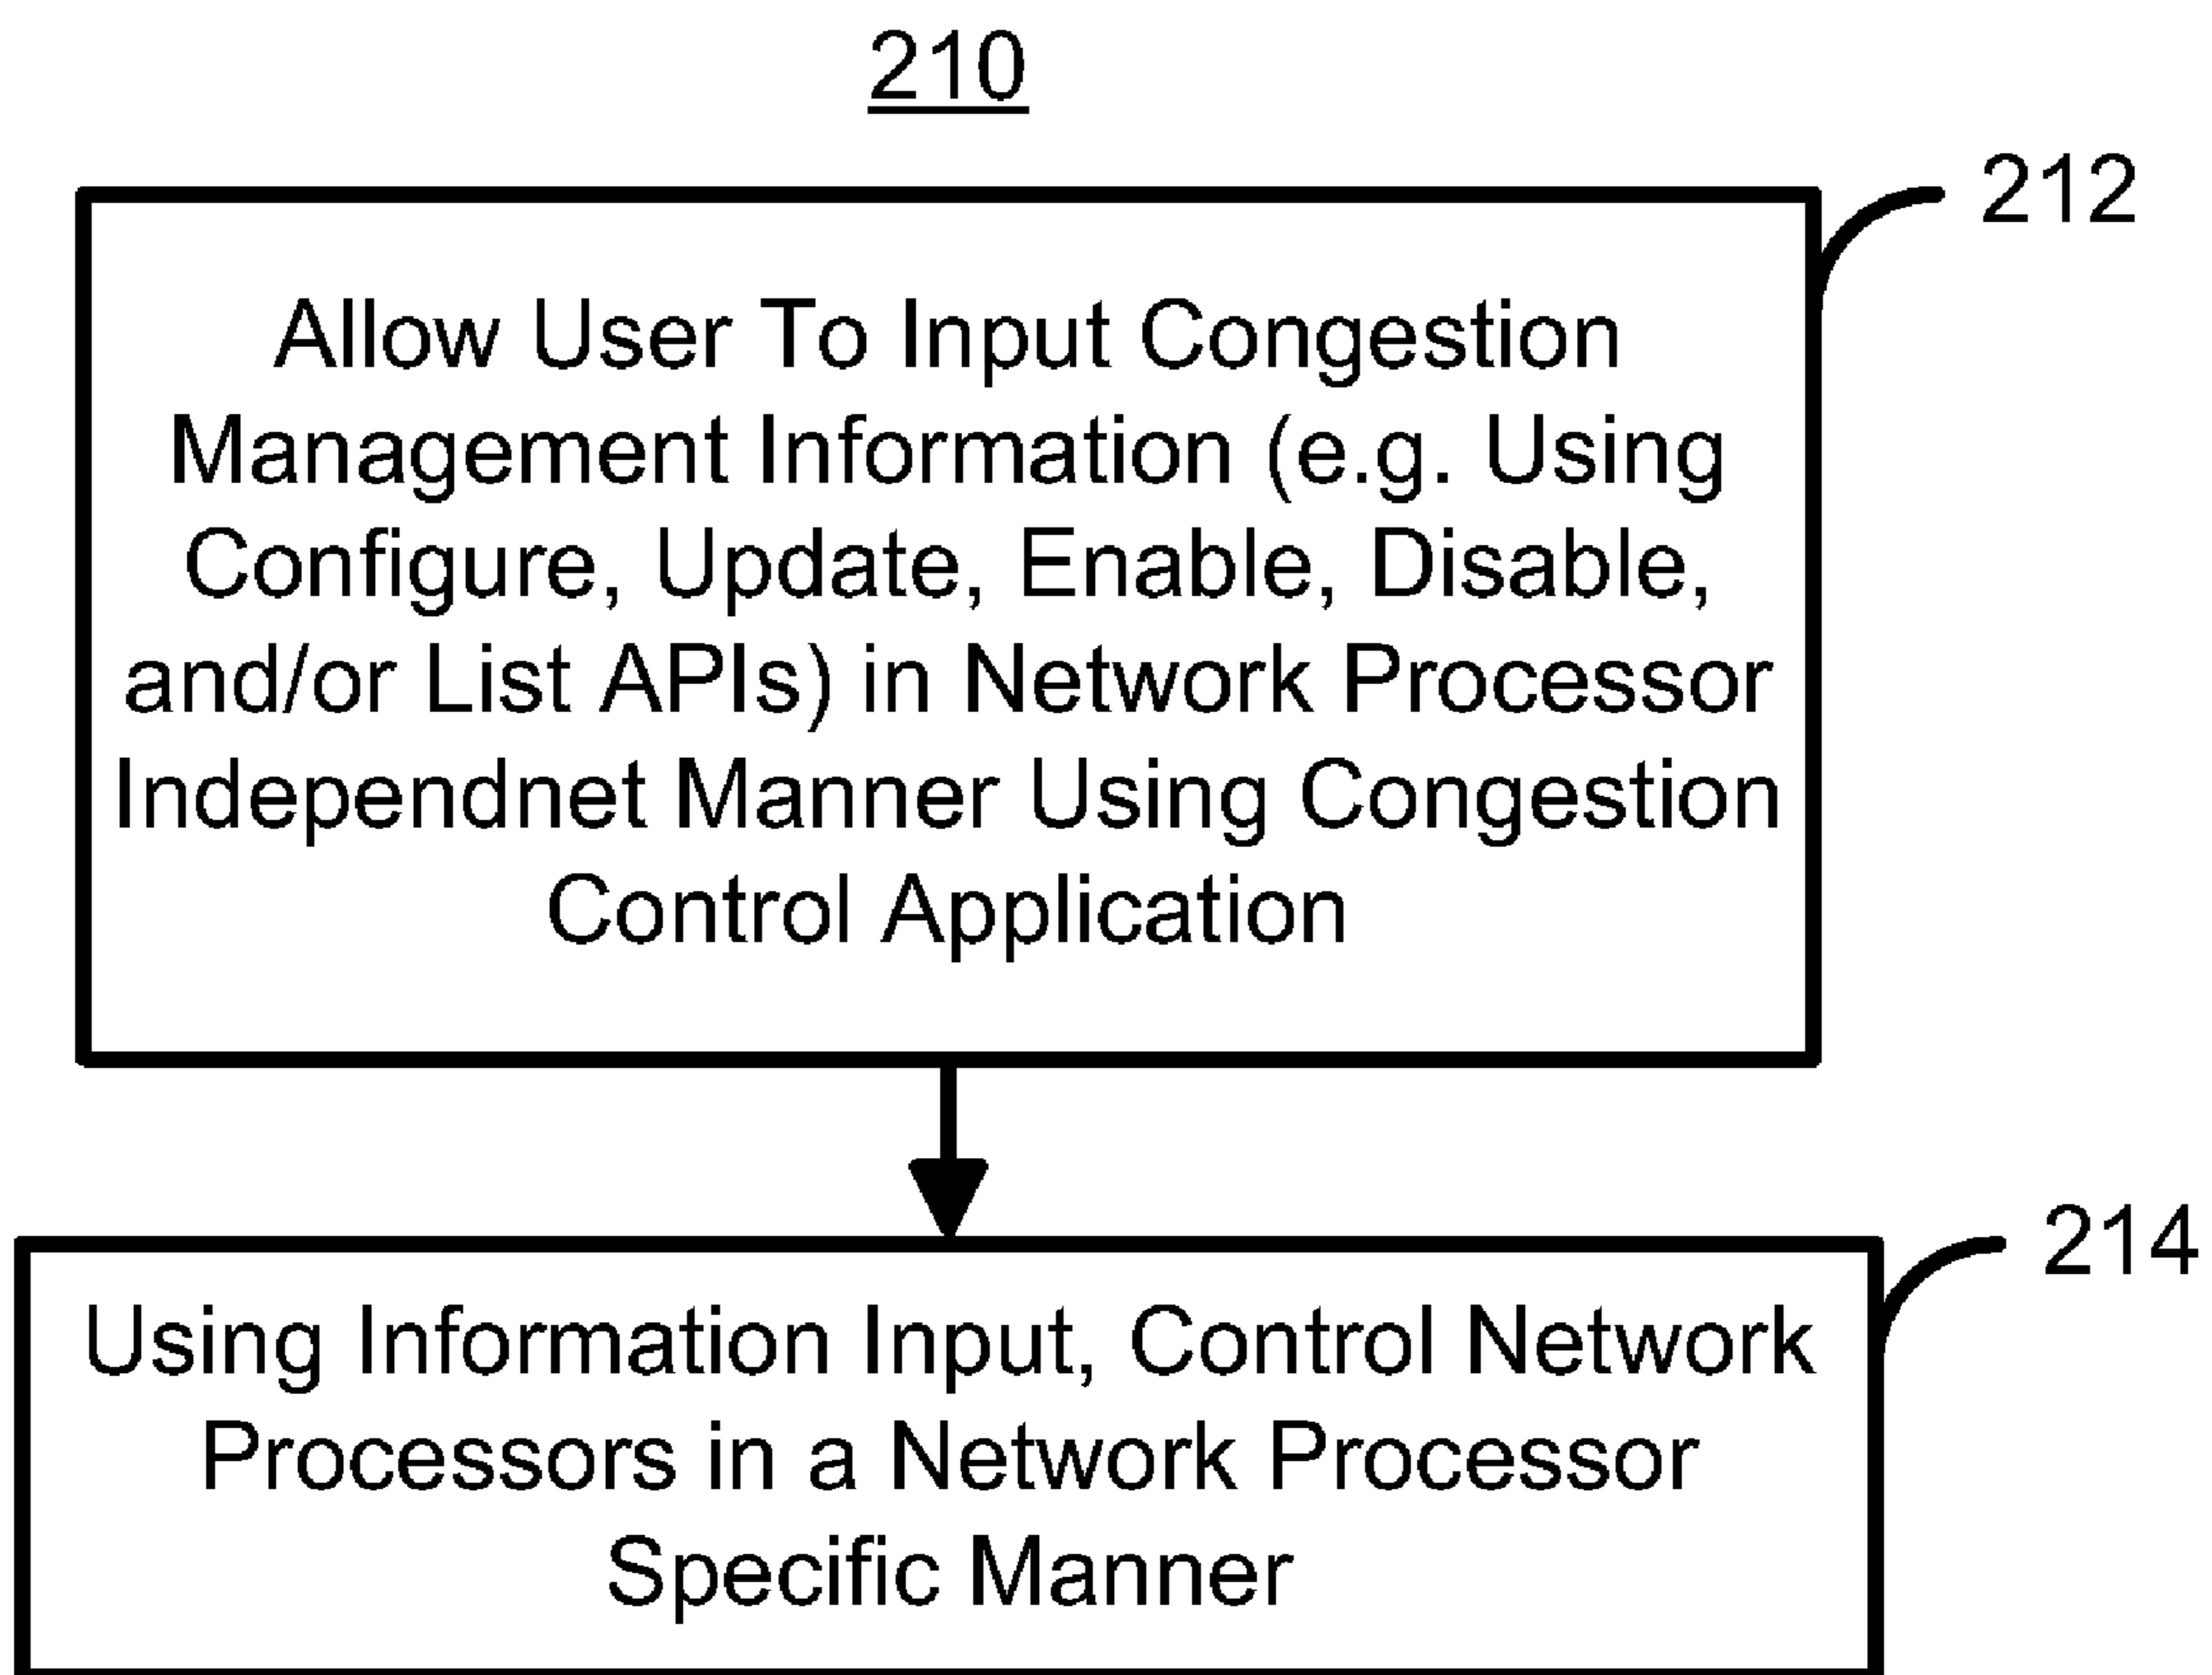 210
212
Allow User To Input Congestion
Management Information (e.g. Using
Configure, Update, Enable, Disable,
and/or List APIs) in Network Processor
Independnet Manner Using Congestion
Control Application
214
Using Information Input, Control Network
Processors in a Network Processor
Specific Manner